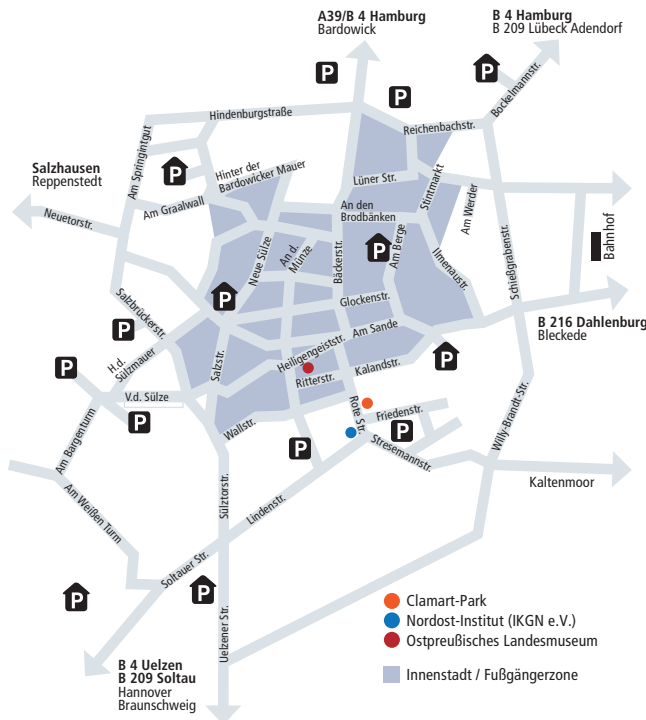 A39/B 4 Hamburg
Bardowick
B 4 Hamburg
B 209 Lübeck Adendorf
P
P
P
Bockelmannstr.
Hindenburgstraße
Reichenbachstr.
Am Springintgut
Salzhausen
Reppenstedt
P
Hinter der
Bardowicker Mauer
Lüner Str.
Stintmarkt
Am Werder
Neuetorstr.
Am Graalwall
An den
Brodbänken
Neue Sülze
An d.
Münze
Bäckerstr.
P
Am Berge
Ilmenaustr.
Schießgrabenstr.
Bahnhof
Salzbrückerstr.
P
Glockenstr.
P
Am Sande
B 216 Dahlenburg
Bleckede
H.d.
Sülzmauer
Salzstr.
Heiligengeiststr.
P
P
Ritterstr.
Kalandstr.
V.d. Sülze
P
Wallstr.
Rote Str.
Friedenstr.
P
P
Stresemannstr.
Willy-Brandt-Str.
Am Bargenturm
Kaltenmoor
Am Weißen Turm
Sülztorstr.
Lindenstr.
Soltauer Str.
P
P
Uelzener Str.
Clamart-Park
Nordost-Institut (IKGN e.V.)
Ostpreußisches Landesmuseum
Innenstadt / Fußgängerzone
B 4 Uelzen
B 209 Soltau
Hannover
Braunschweig